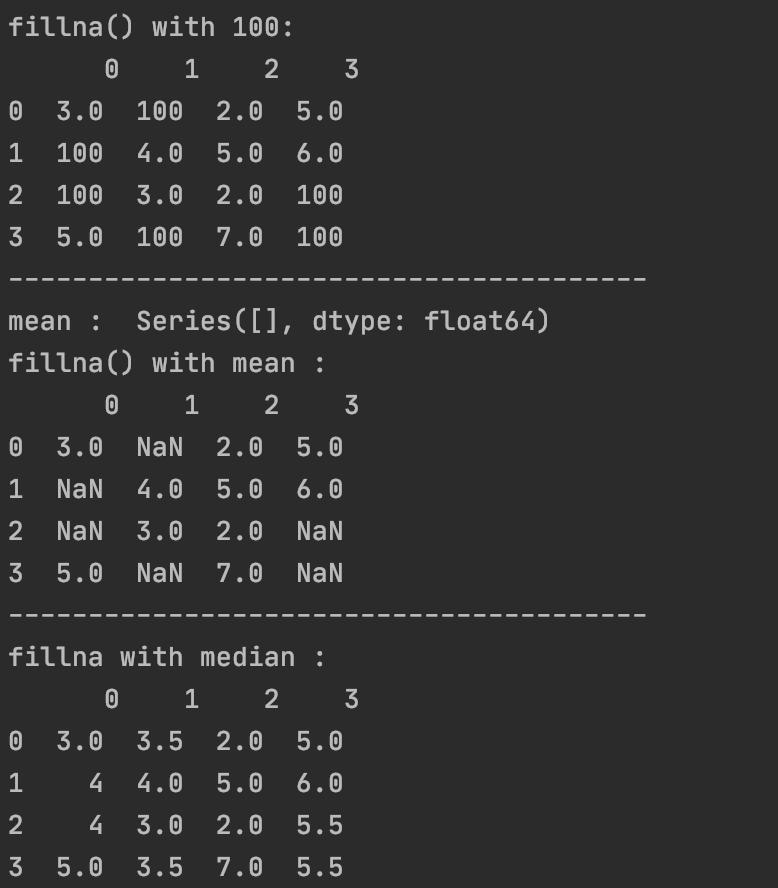 fillna() with 100:
      0    1    2    3
0  3.0  100  2.0  5.0
1  100  4.0  5.0  6.0
2  100  3.0  2.0  100
3  5.0  100  7.0  100
----------------------------------------
mean :  Series([], dtype: float64)
fillna() with mean :
      0    1    2    3
0  3.0  NaN  2.0  5.0
1  NaN  4.0  5.0  6.0
2  NaN  3.0  2.0  NaN
3  5.0  NaN  7.0  NaN
----------------------------------------
fillna with median :
      0    1    2    3
0  3.0  3.5  2.0  5.0
1    4  4.0  5.0  6.0
2    4  3.0  2.0  5.5
3  5.0  3.5  7.0  5.5